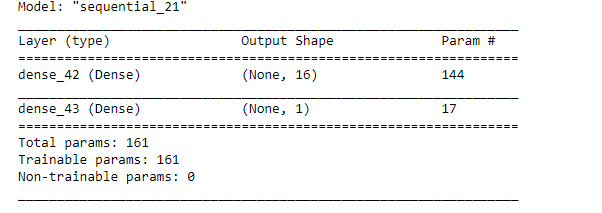 Model: "sequential_21"
_________________________________________________________________
Layer (type)                 Output Shape              Param #
=================================================================
dense_42 (Dense)             (None, 16)                144
_________________________________________________________________
dense_43 (Dense)             (None, 1)                 17
=================================================================
Total params: 161
Trainable params: 161
Non-trainable params: 0
_________________________________________________________________